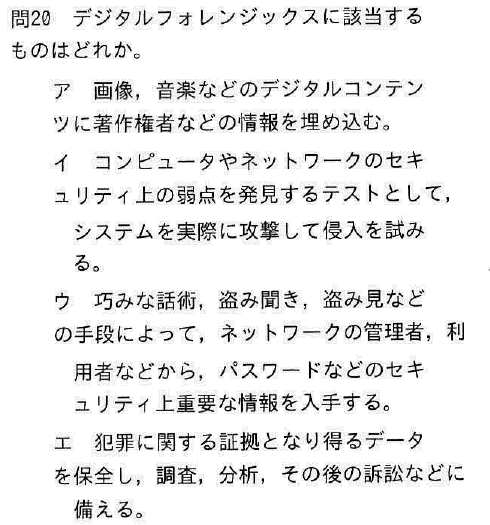 問20　デジタルフォレンジックスに該当する
ものはどれか。
ア　画像，音楽などのデジタルコンテン
ツに著作権者などの情報を埋め込む。
イ　コンピュータやネットワークのセキ
ュリティ上の弱点を発見するテストとして，
システムを実際に攻撃して侵入を試み
る。
ウ　巧みな話術，盗み聞き，盗み見など
の手段によって，ネットワークの管理者，利
用者などから，パスワードなどのセキ
ュリティ上重要な情報を入手する。
エ　犯罪に関する証拠となり得るデータ
を保全し，調査，分析，その後の訴訟などに
備える。